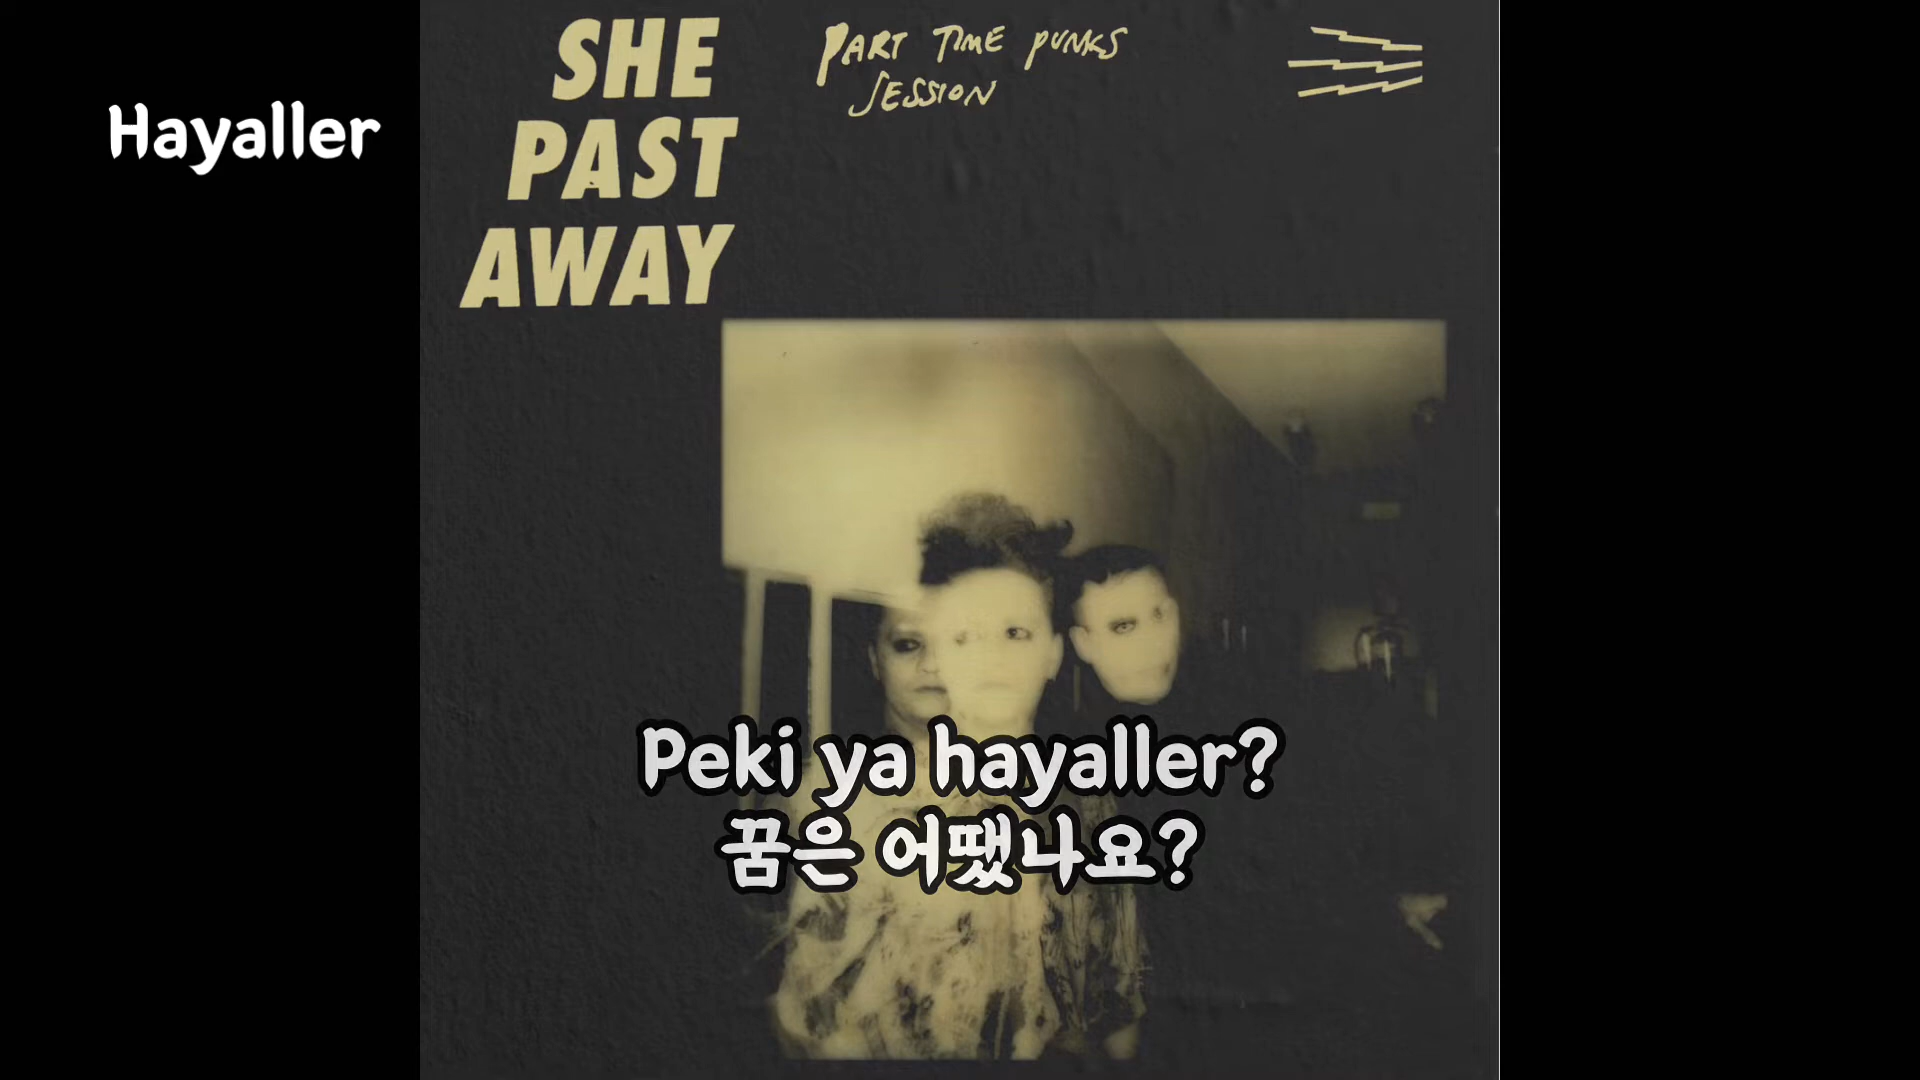 SHE
PAST
AWAY
PART TIME PUNKS
SESSION
Hayaller
Peki ya hayaller?
꿈은 어땠나요?